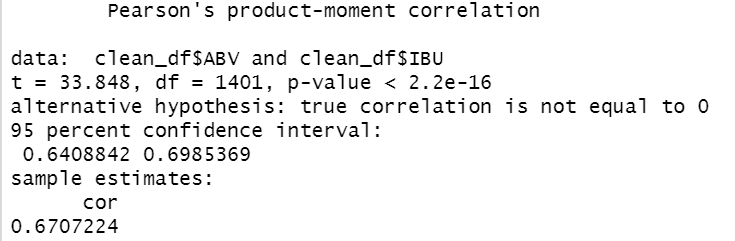 Pearson's product-moment correlation
data:  clean_df$ABV and clean_df$IBU
t = 33.848, df = 1401, p-value < 2.2e-16
alternative hypothesis: true correlation is not equal to 0
95 percent confidence interval:
0.6408842 0.6985369
sample estimates:
cor
0.6707224